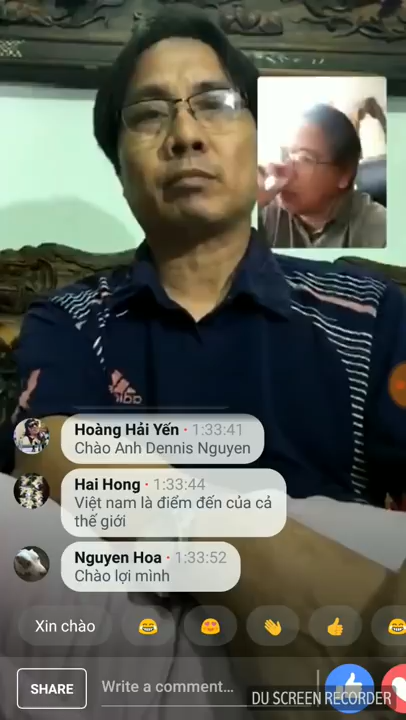 adidas
Hoàng Hải Yến • 1:33:41
Chào Anh Dennis Nguyen
Hai Hong • 1:33:44
Việt nam là điểm đến của cả
thế giới
Nguyen Hoa • 1:33:52
Chào lợi mình
Xin chào
SHARE
Write a comment...
DU SCREEN RECORDER